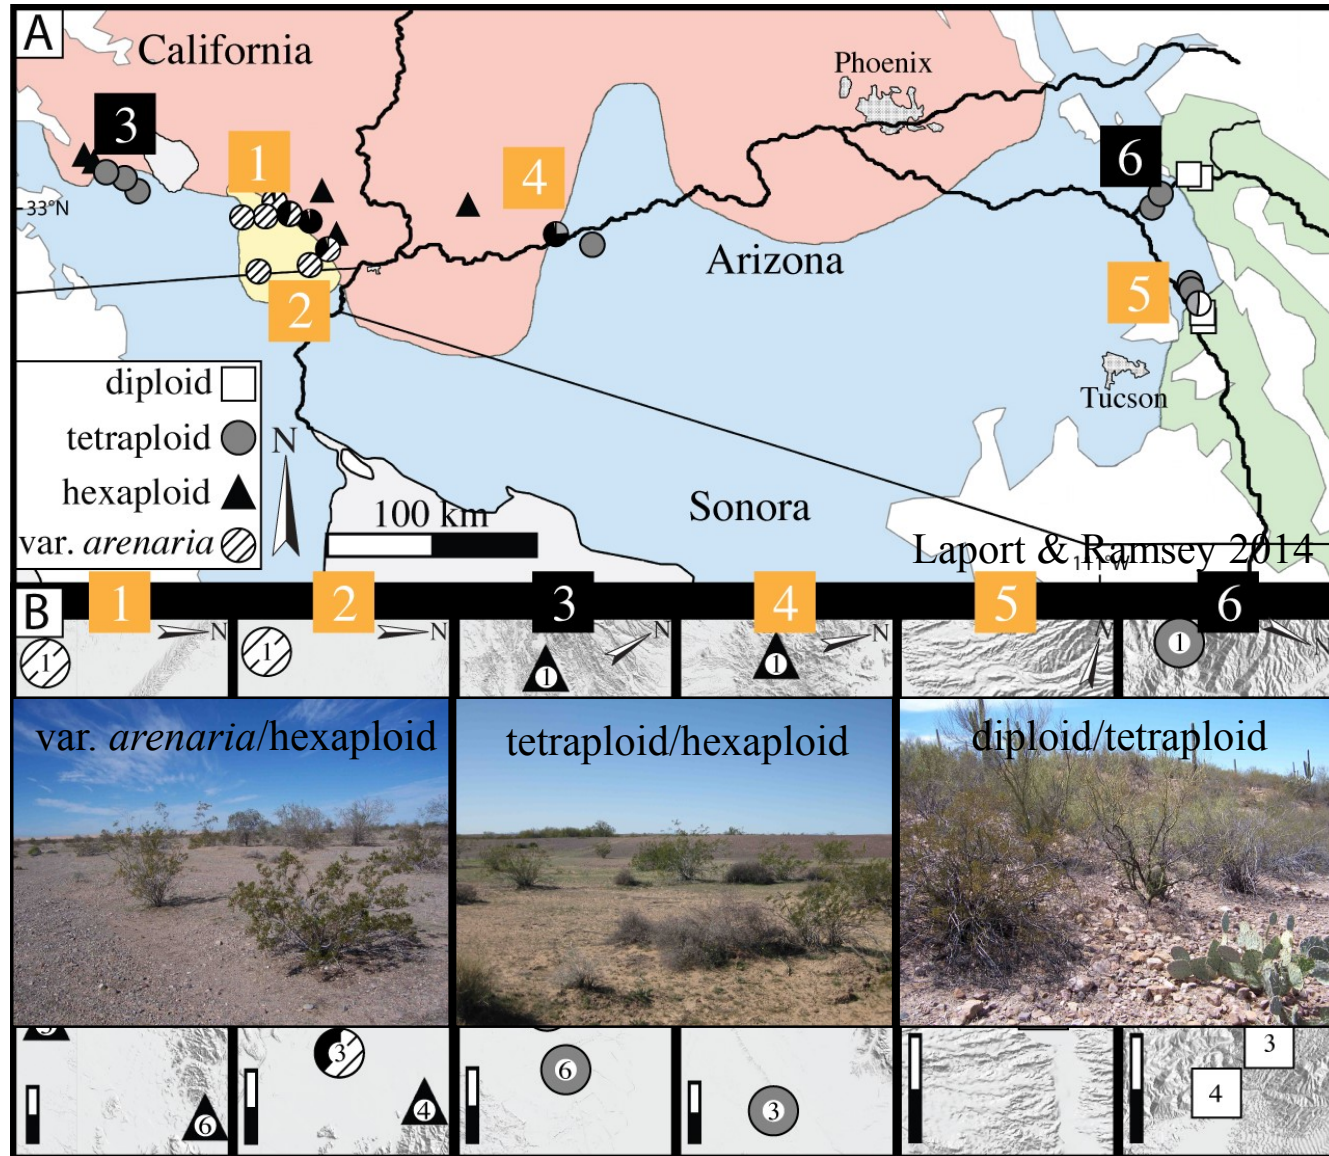 A
California
Phoenix
3
1
4
6
33°N
Arizona
5
2
diploid
Tucson
tetraploid
N
hexaploid
Sonora
100 km
var. arenaria
Laport & Ramsey 2014
B
1
2
3
4
5
6
N
N
N
N
N
1
1
1
1
1
var. arenaria/hexaploid
tetraploid/hexaploid
diploid/tetraploid
3
6
3
4
6
4
3